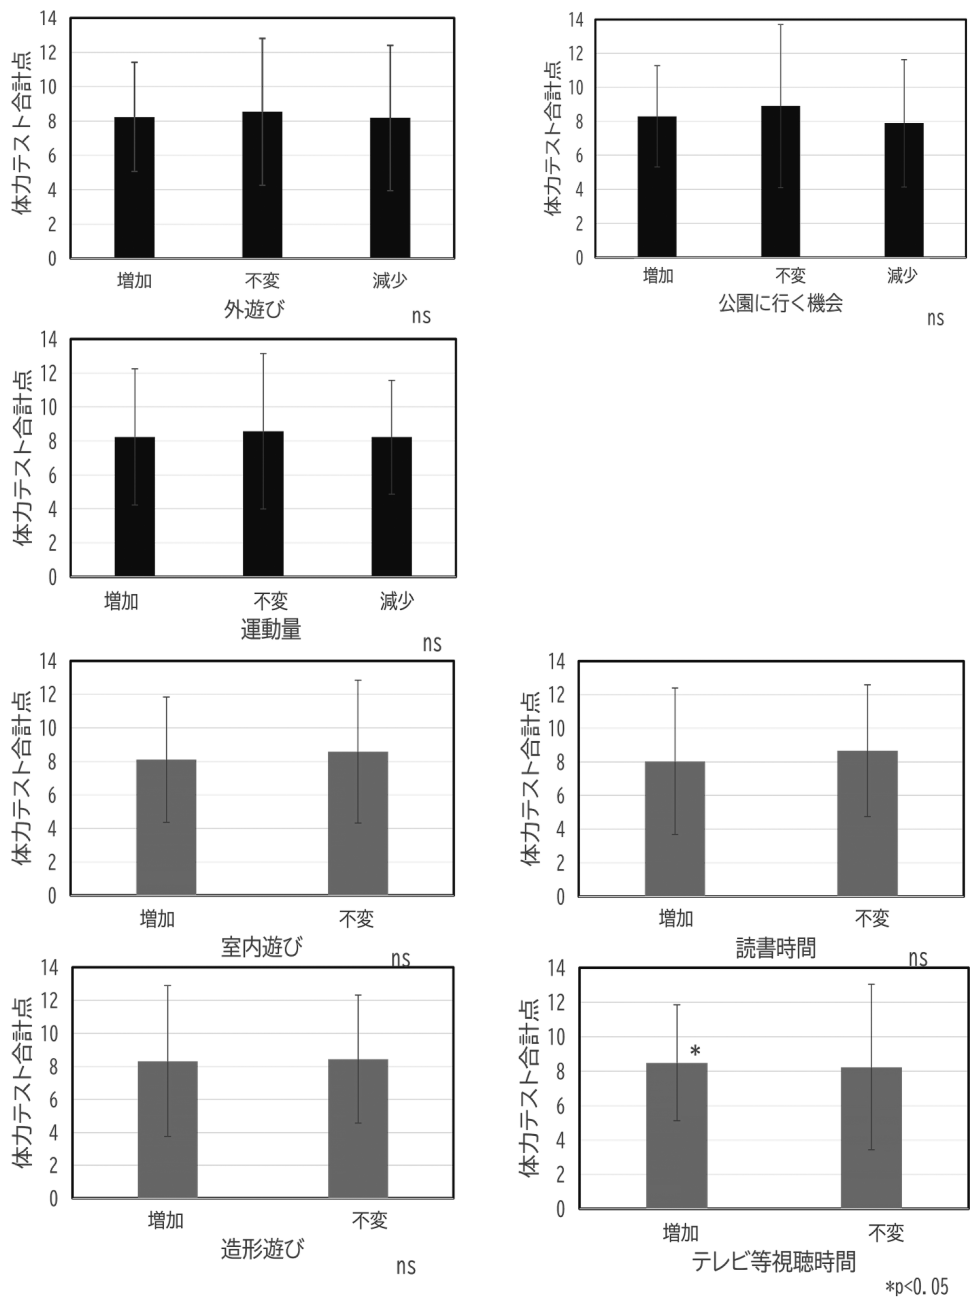 14
12
10
8
6
4
2
0
体力テスト合計点
増加 不変 減少
外遊び
ns
14
12
10
8
6
4
2
0
体力テスト合計点
増加 不変 減少
公園に行く機会
ns
14
12
10
8
6
4
2
0
体力テスト合計点
増加 不変 減少
運動量
ns
14
12
10
8
6
4
2
0
体力テスト合計点
増加 不変
室内遊び
ns
14
12
10
8
6
4
2
0
体力テスト合計点
増加 不変
読書時間
ns
14
12
10
8
6
4
2
0
体力テスト合計点
増加 不変
造形遊び
ns
14
12
10
8
6
4
2
0
体力テスト合計点
*
増加 不変
テレビ等視聴時間
*p<0.05